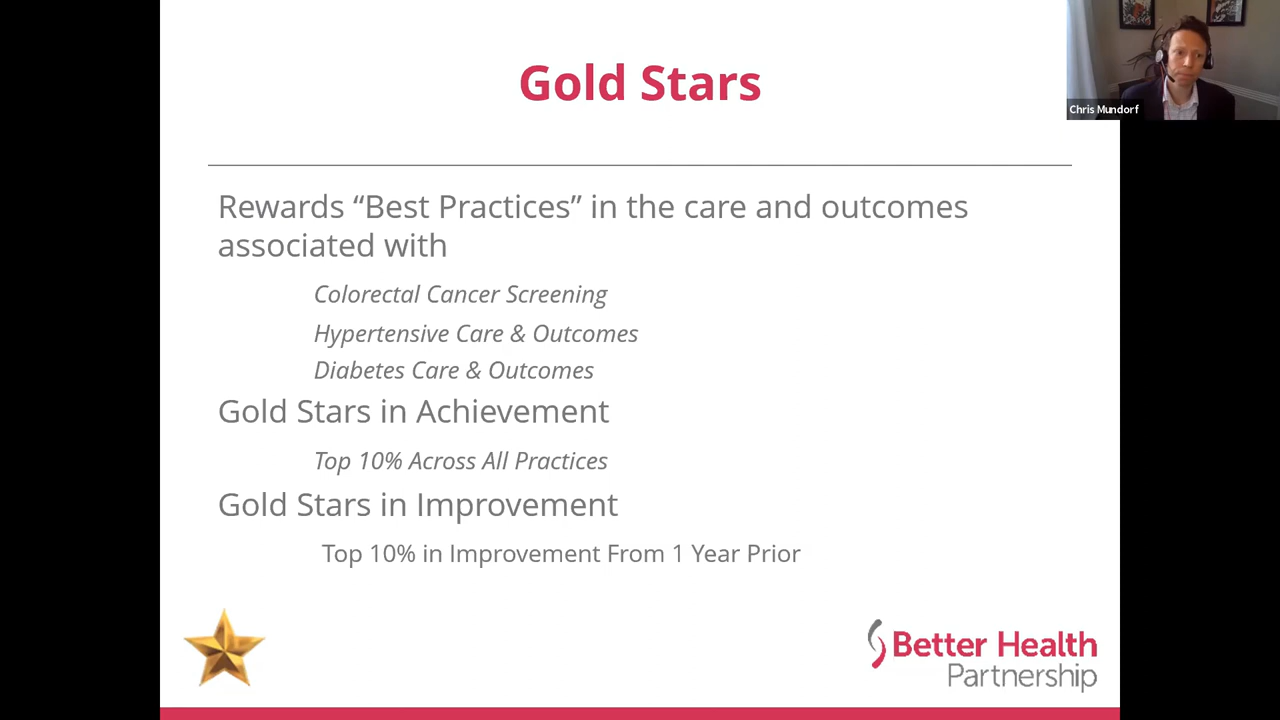 Gold Stars
Chris Mundorf
Rewards “Best Practices” in the care and outcomes
associated with
Colorectal Cancer Screening
Hypertensive Care & Outcomes
Diabetes Care & Outcomes
Gold Stars in Achievement
Top 10% Across All Practices
Gold Stars in Improvement
Top 10% in Improvement From 1 Year Prior
Better Health
Partnership